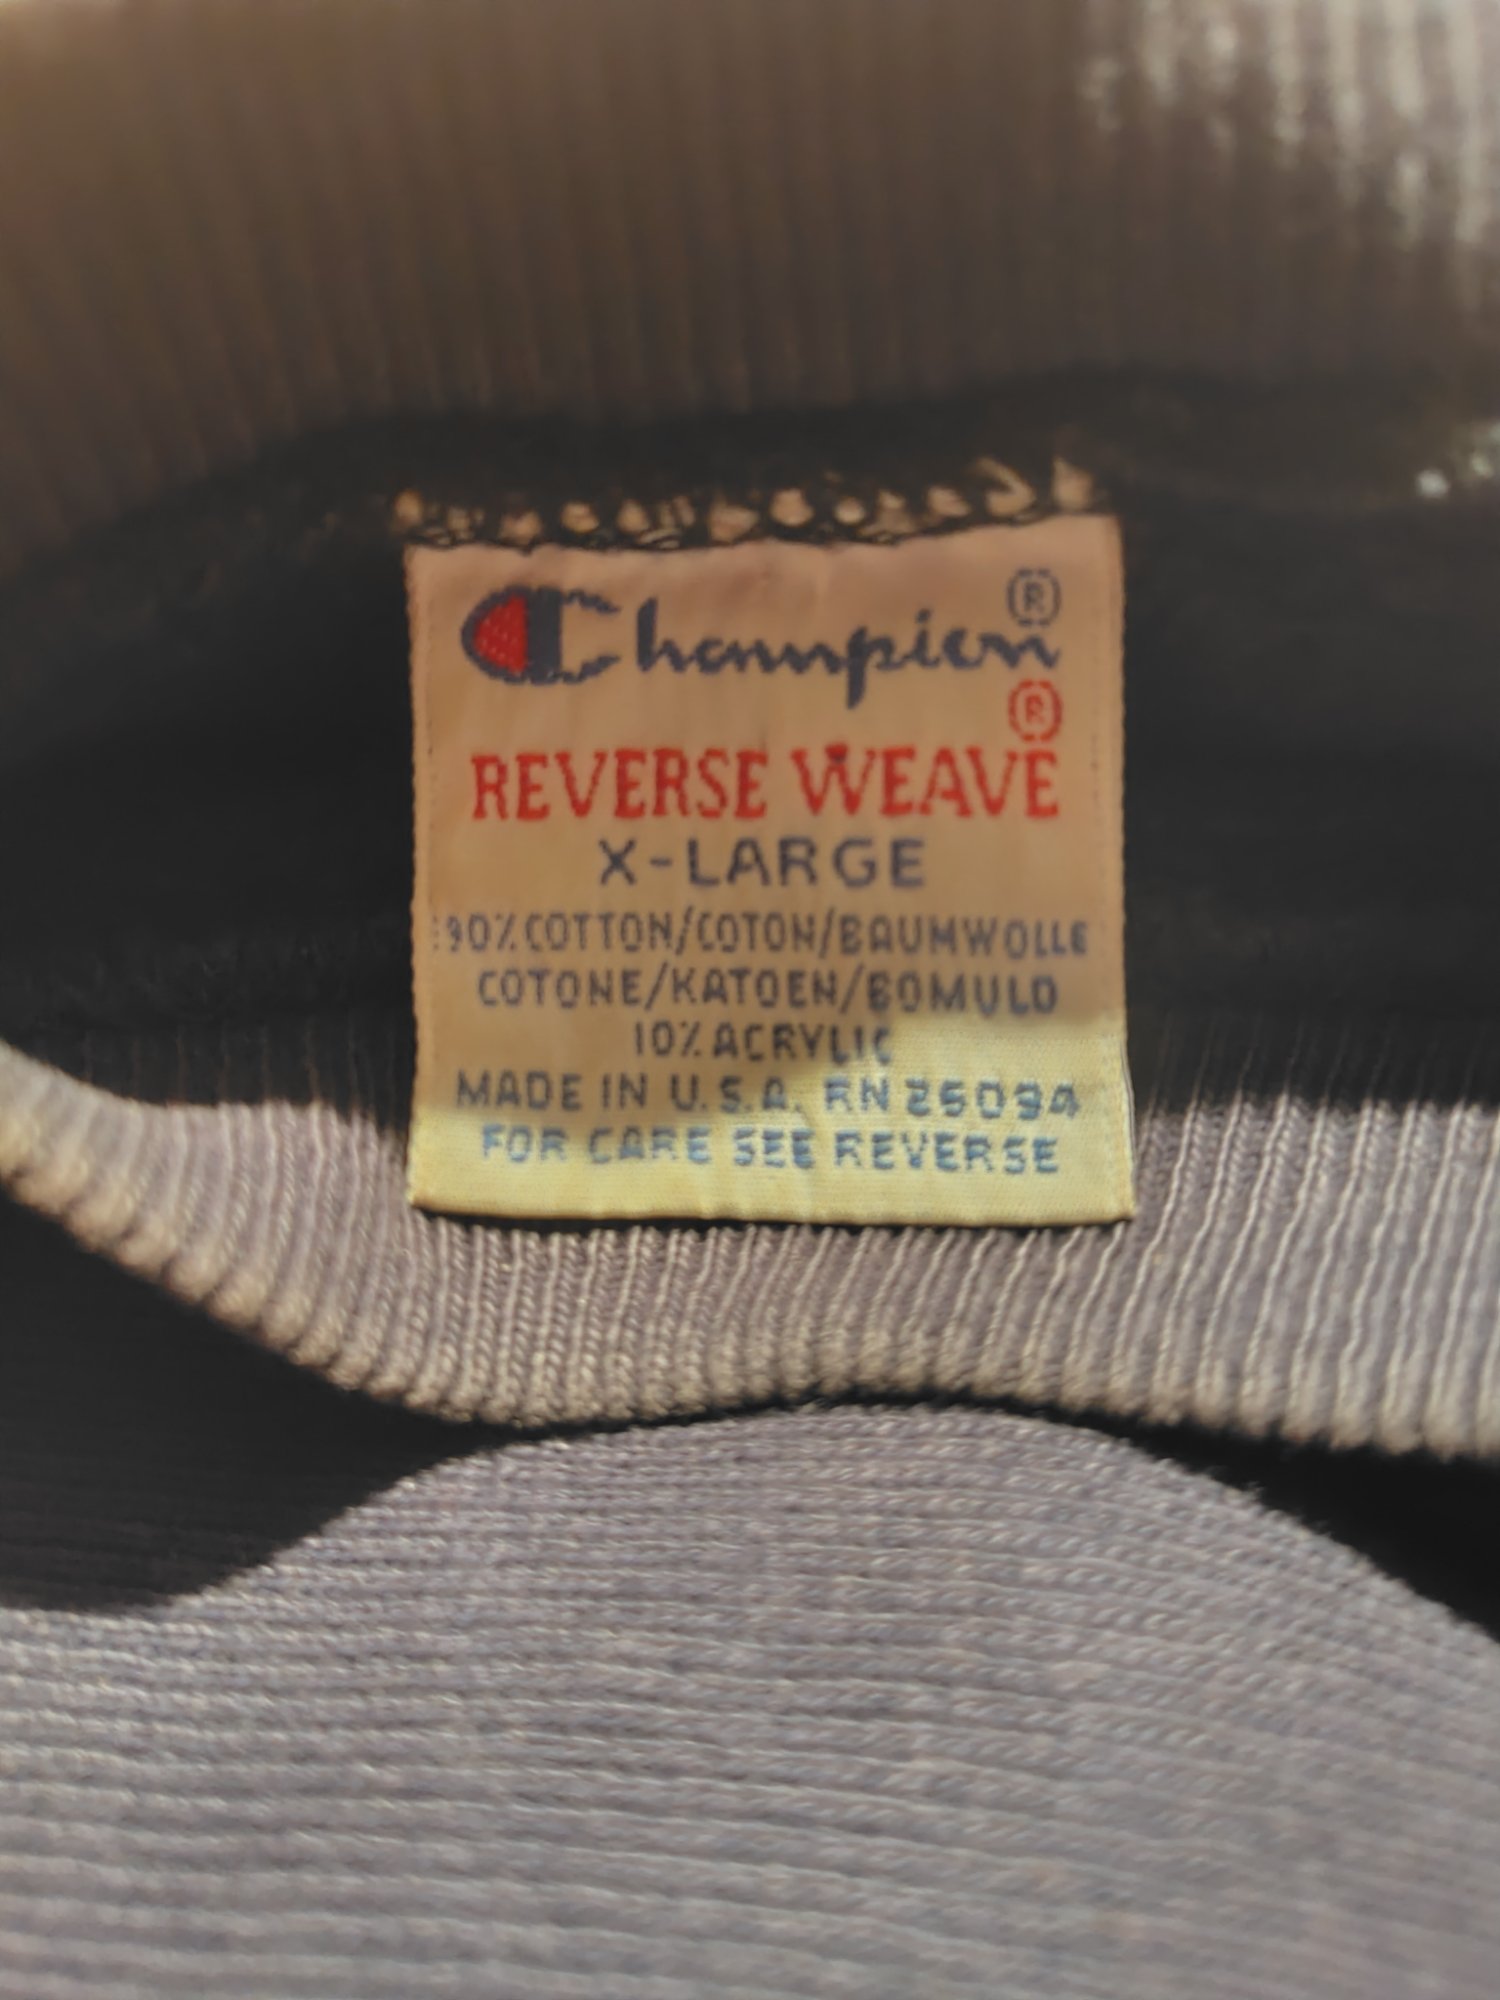 Champion®
REVERSE WEAVE®
X-LARGE
90% COTTON/COTON/BAUMWOLLE
COTONE/KATOEN/BOMULD
10% ACRYLIC
MADE IN U.S.A. RN 26094
FOR CARE SEE REVERSE